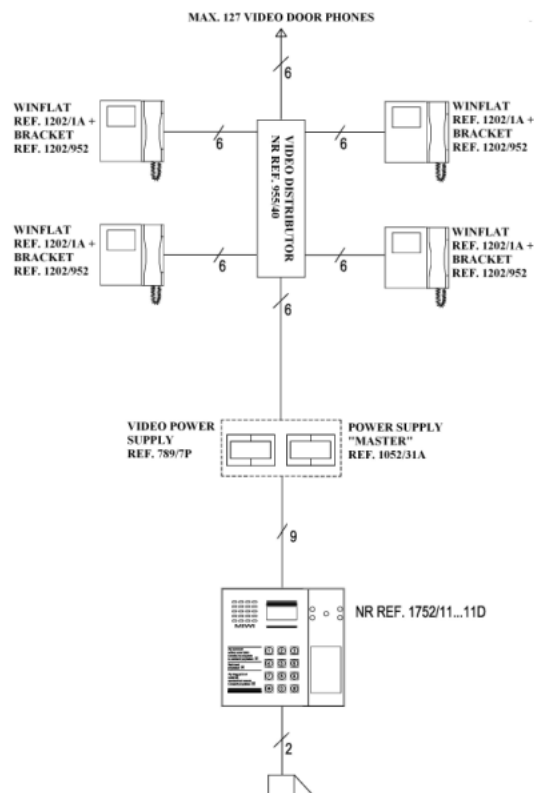 MAX. 127 VIDEO DOOR PHONES
6
WINFLAT
REF. 1202/1A +
BRACKET
REF. 1202/952
6
VIDEO DISTRIBUTOR
NR REF. 955/40
6
WINFLAT
REF. 1202/1A +
BRACKET
REF. 1202/952
WINFLAT
REF. 1202/1A +
BRACKET
REF. 1202/952
6
6
WINFLAT
REF. 1202/1A +
BRACKET
REF. 1202/952
6
VIDEO POWER
SUPPLY
REF. 789/7P
POWER SUPPLY
"MASTER"
REF. 1052/31A
9
MIWI
NR REF. 1752/11...11D
2